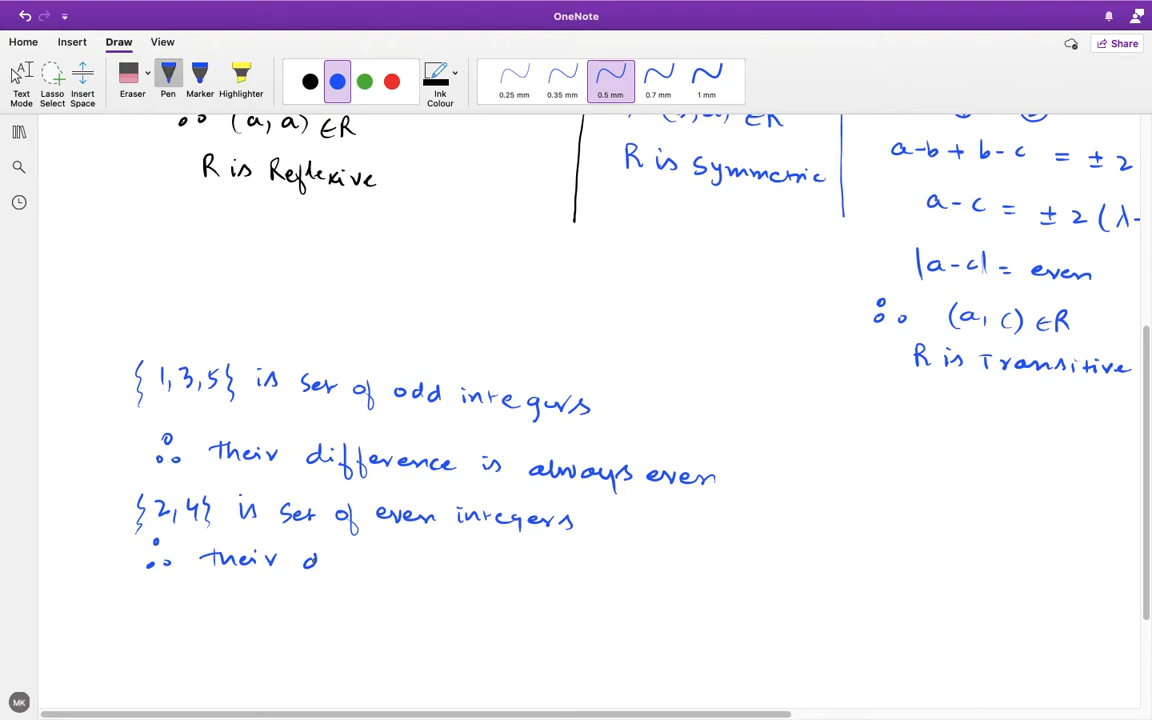 OneNote
Home Insert Draw View
Share
Text Mode
Lasso Select
Insert Space
Eraser
Pen
Marker
Highlighter
Ink Colour
0.25 mm 0.35 mm 0.5 mm 0.7 mm 1 mm
∴ (a, a) ∈R
R is Reflexive
∈R
R is symmetric
a-b + b-c = ± 2
a-c = ± 2 (λ-
|a-c| = even
∴ (a, c) ∈R
R is Transitive
{1,3,5} is set of odd integers
∴ their difference is always even
{2,4} is set of even integers
∴ their d
MK